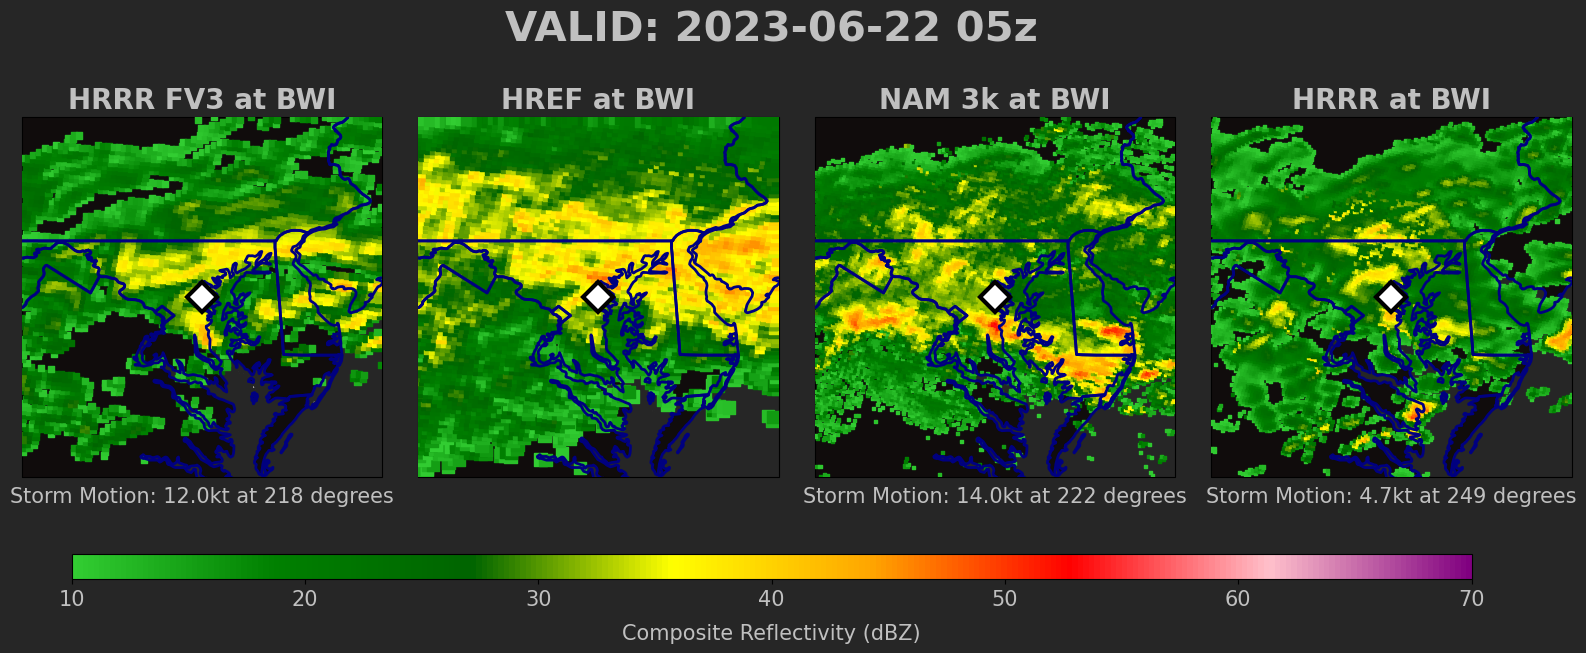 VALID: 2023-06-22 05z
HRRR FV3 at BWI
HREF at BWI
NAM 3k at BWI
HRRR at BWI
Storm Motion: 12.0kt at 218 degrees
Storm Motion: 14.0kt at 222 degrees
Storm Motion: 4.7kt at 249 degrees
10 20 30 40 50 60 70
Composite Reflectivity (dBZ)